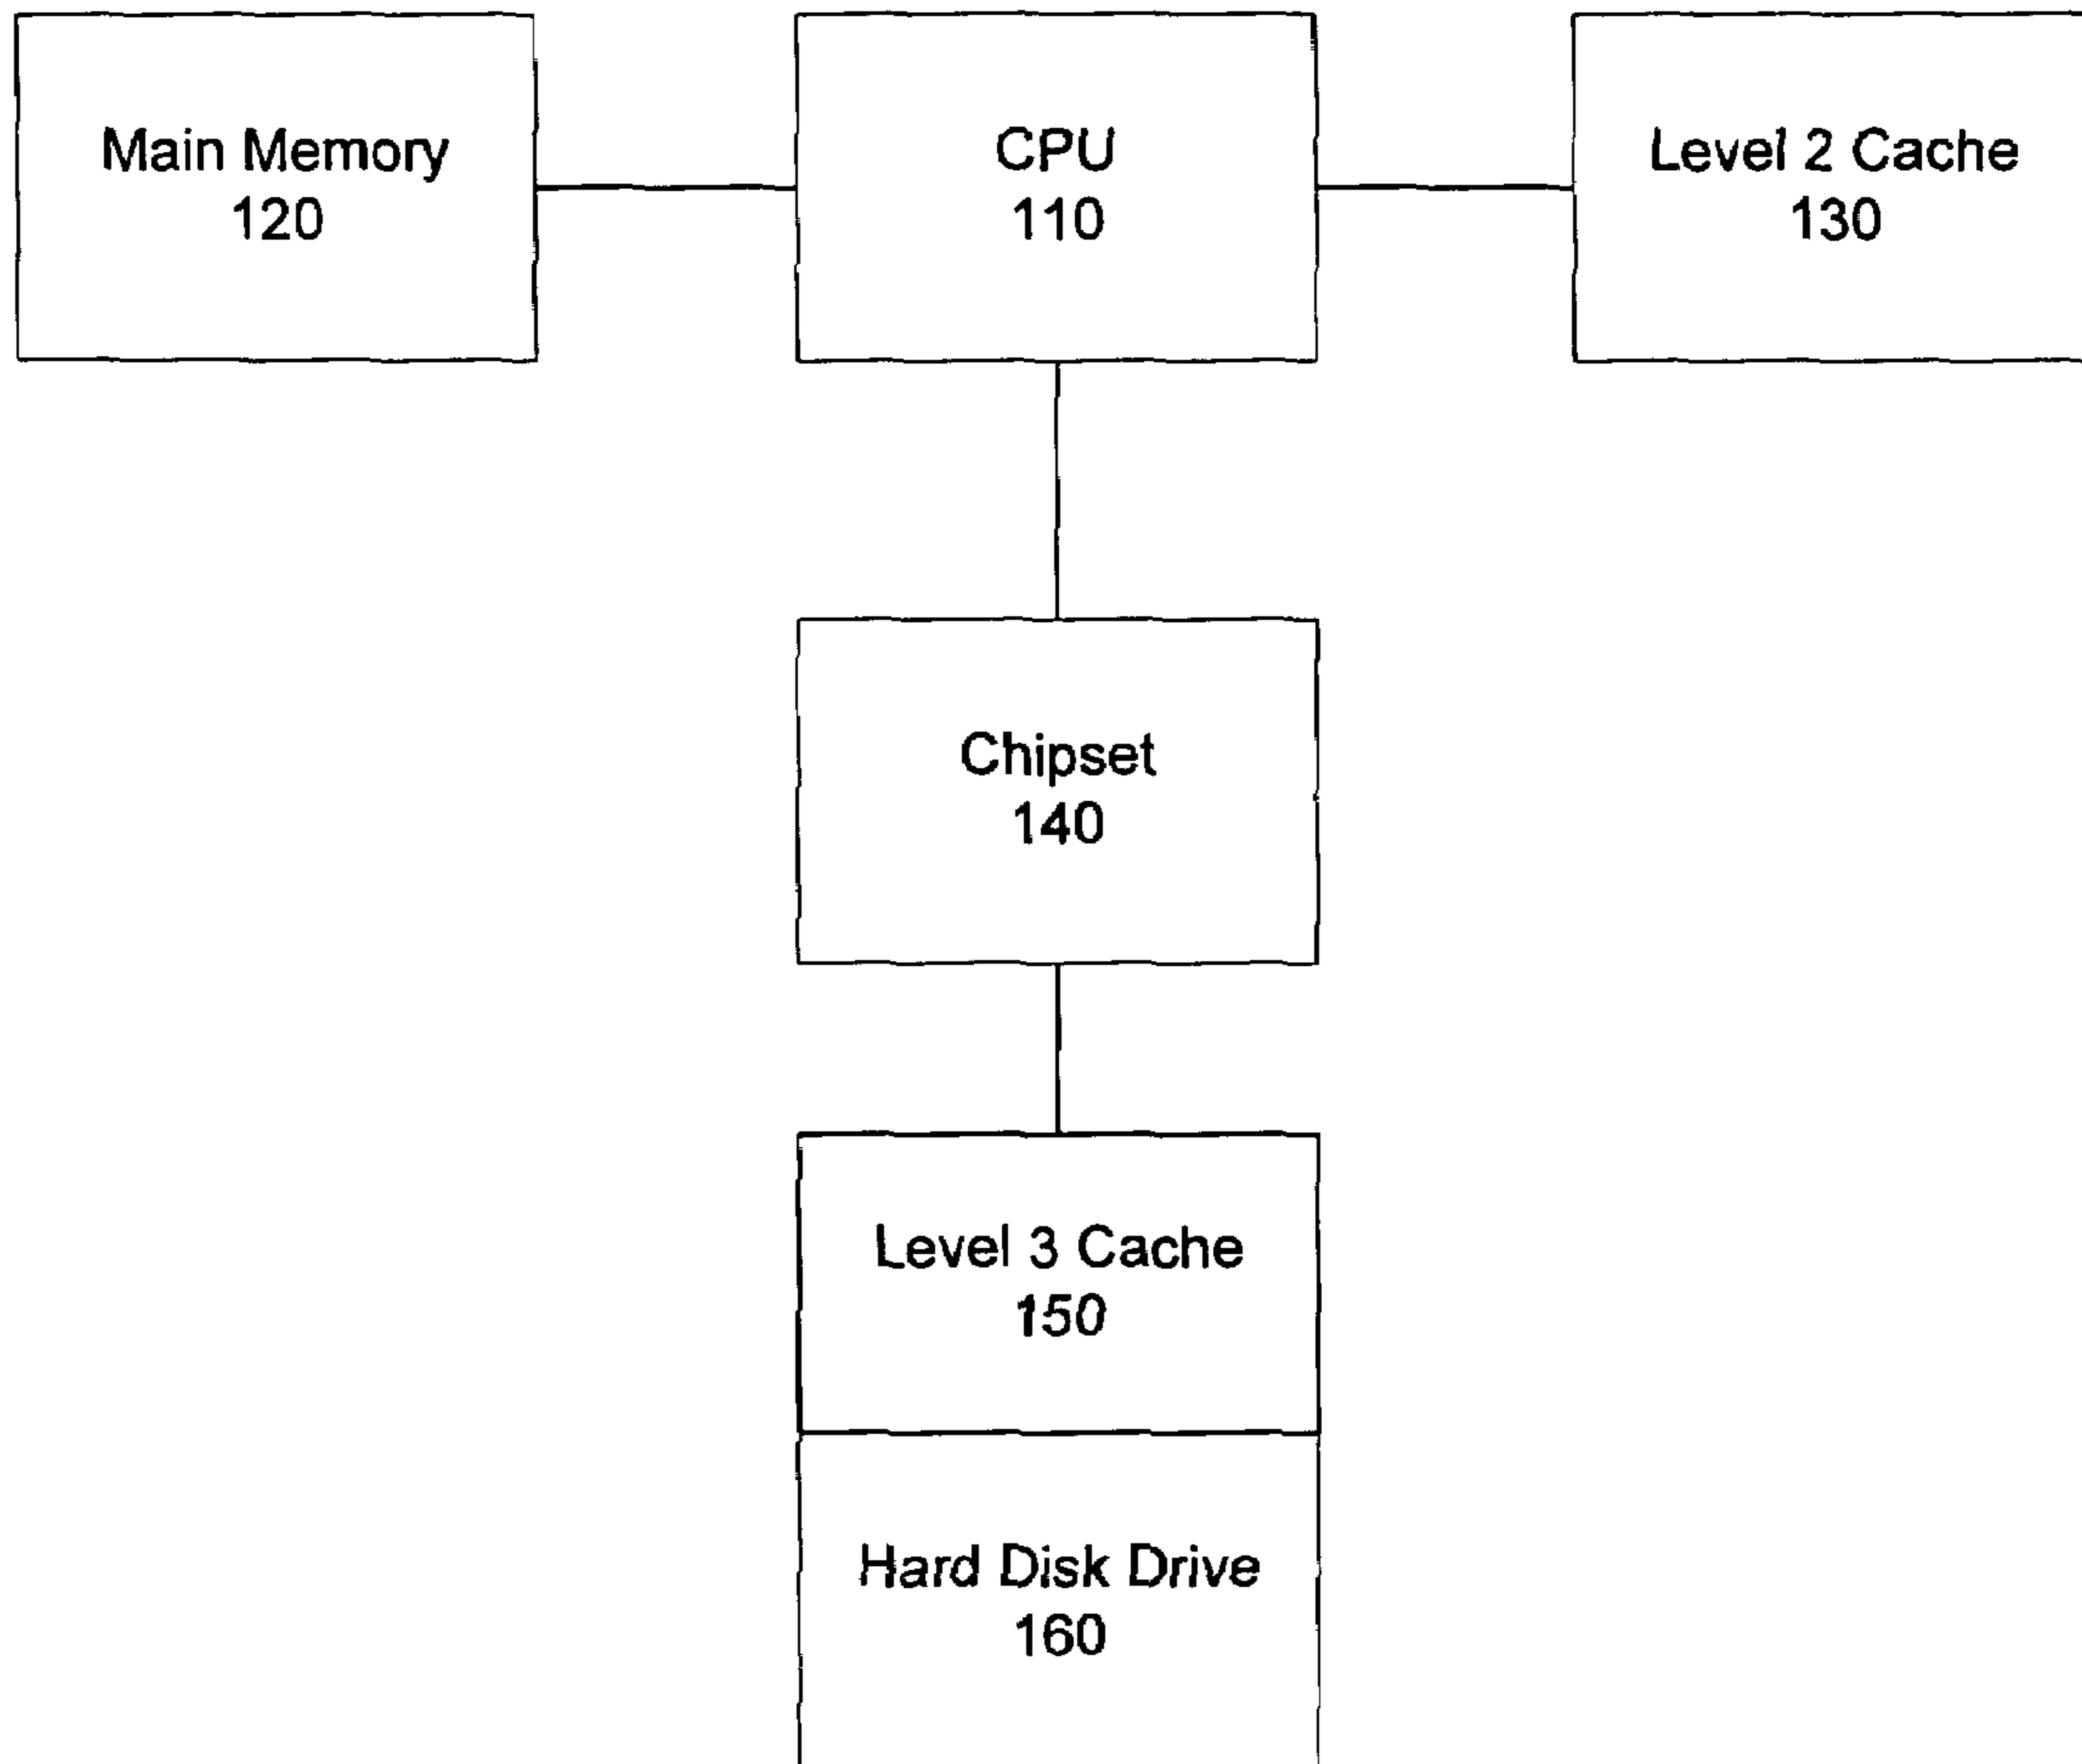 Main Memory
120
CPU
110
Level 2 Cache
130
Chipset
140
Level 3 Cache
150
Hard Disk Drive
160